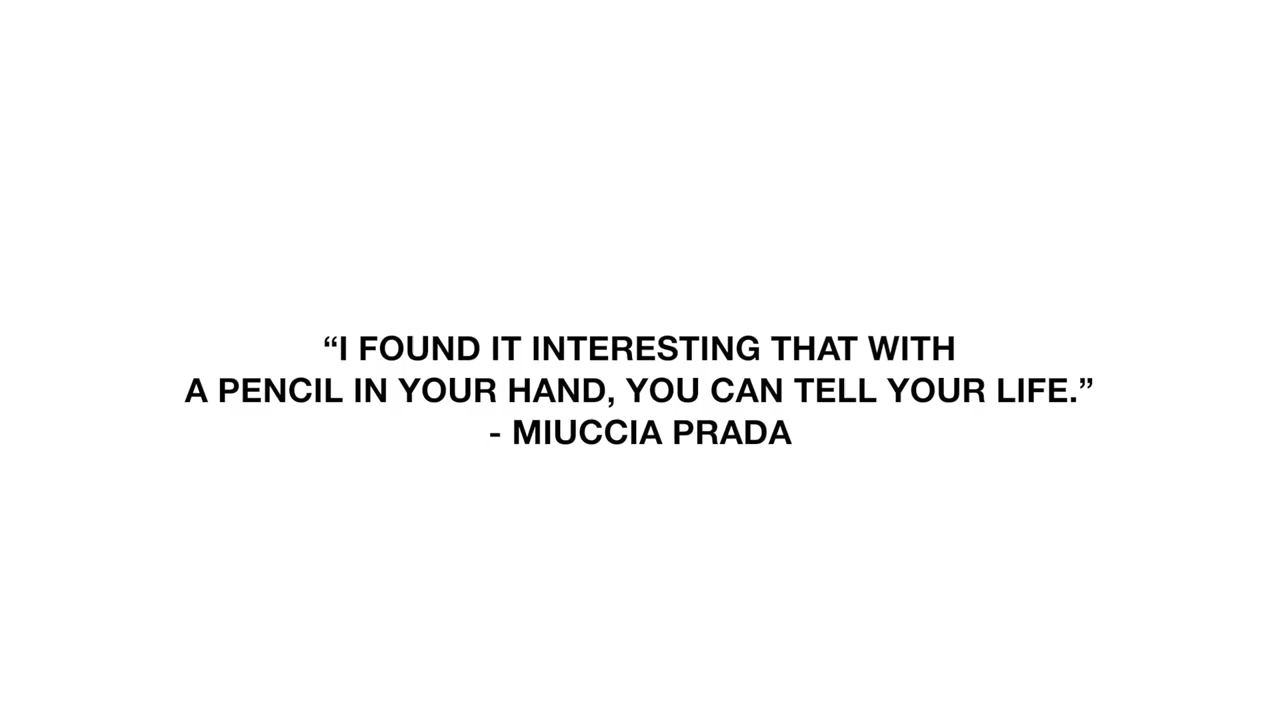 “I FOUND IT INTERESTING THAT WITH
A PENCIL IN YOUR HAND, YOU CAN TELL YOUR LIFE.”
- MIUCCIA PRADA